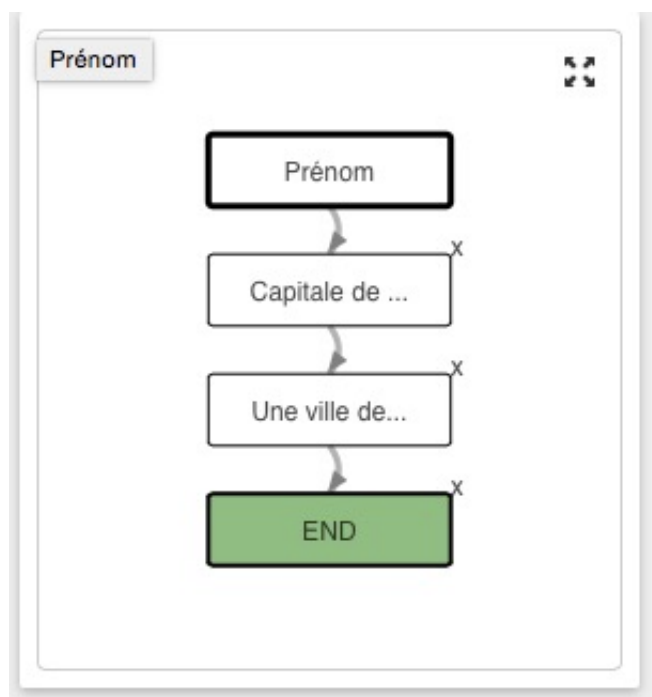 Prénom
Prénom
X
Capitale de ...
X
Une ville de...
X
END